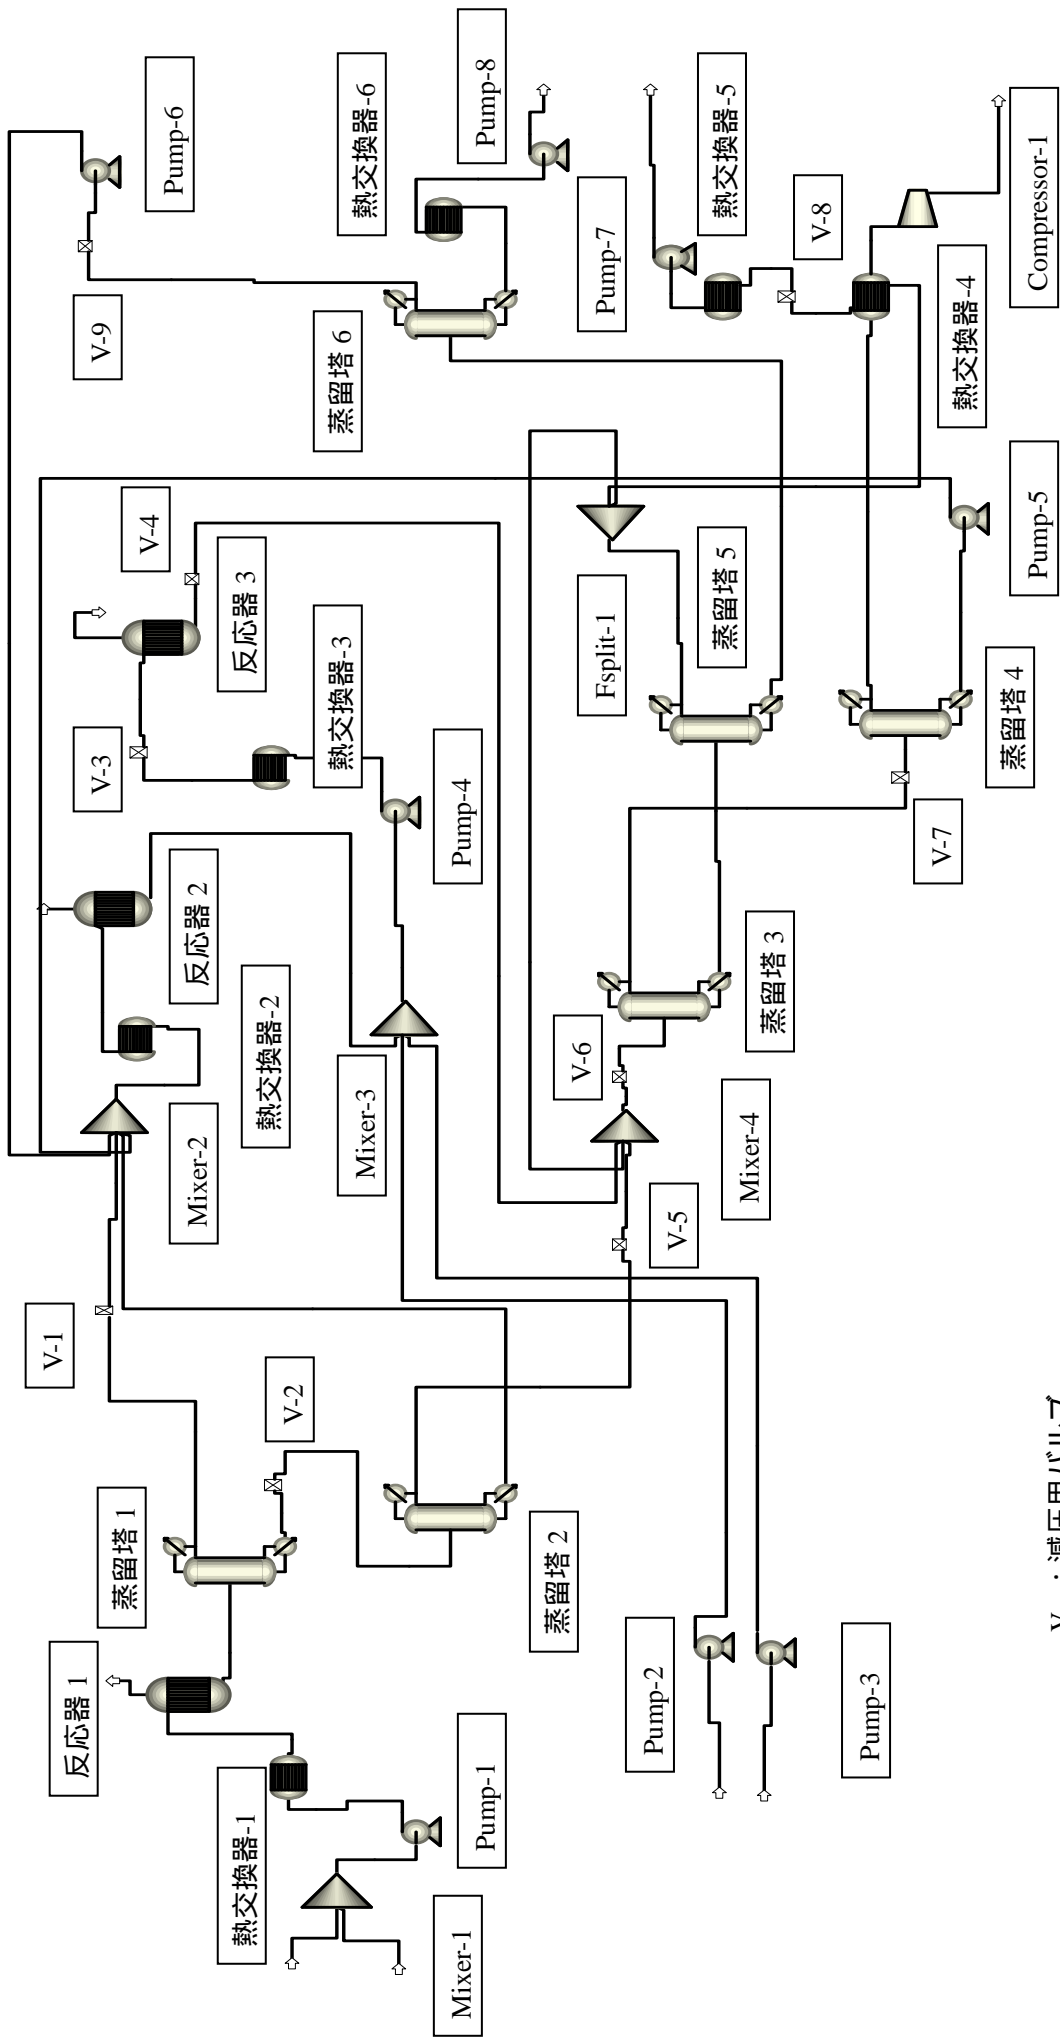 V-1
反応器 1
V-3
V-9
蒸留塔 1
V-4
Pump-6
反応器 2
Mixer-2
熱交換器-1
反応器 3
熱交換器-2
V-2
熱交換器-3
蒸留塔 6
Mixer-3
熱交換器-6
Mixer-1
Pump-4
Pump-1
Pump-8
蒸留塔 2
V-6
Fsplit-1
Pump-7
Pump-2
V-5
蒸留塔 5
熱交換器-5
Mixer-4
蒸留塔 3
V-8
Pump-3
V-7
熱交換器-4
蒸留塔 4
Pump-5
Compressor-1
：減圧用バルブ